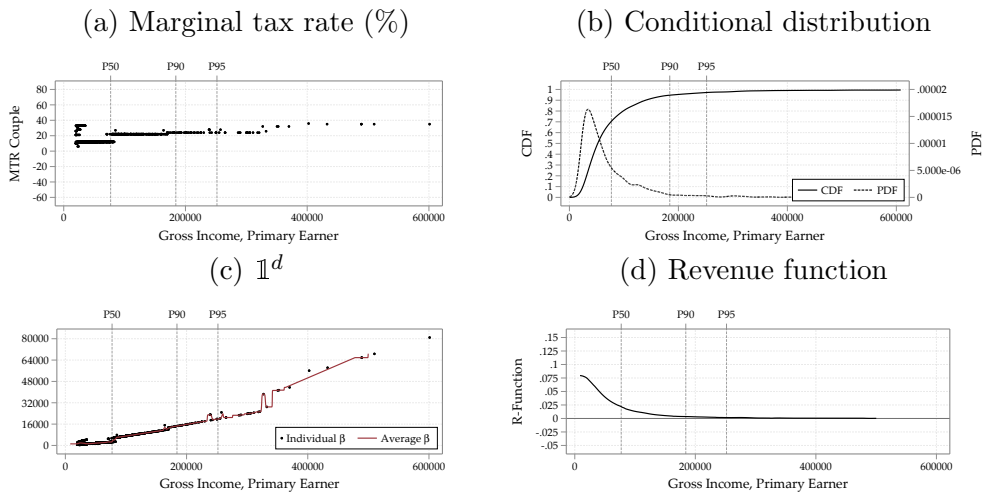 (a) Marginal tax rate (%)
P50 P90 P95
80
60
40
20
0
-20
-40
-60
MTR Couple
0 200000 400000 600000
Gross Income, Primary Earner
(b) Conditional distribution
P50 P90 P95
1
.9
.8
.7
.6
.5
.4
.3
.2
.1
0
CDF
.00002
.000015
.00001
5.000e-06
0
PDF
CDF PDF
0 200000 400000 600000
Gross Income, Primary Earner
(c) 𝟙^d
P50 P90 P95
80000
64000
48000
32000
16000
0
Individual β Average β
0 200000 400000 600000
Gross Income, Primary Earner
(d) Revenue function
P50 P90 P95
.15
.125
.1
.075
.05
.025
0
-.025
-.05
R-Function
0 200000 400000 600000
Gross Income, Primary Earner